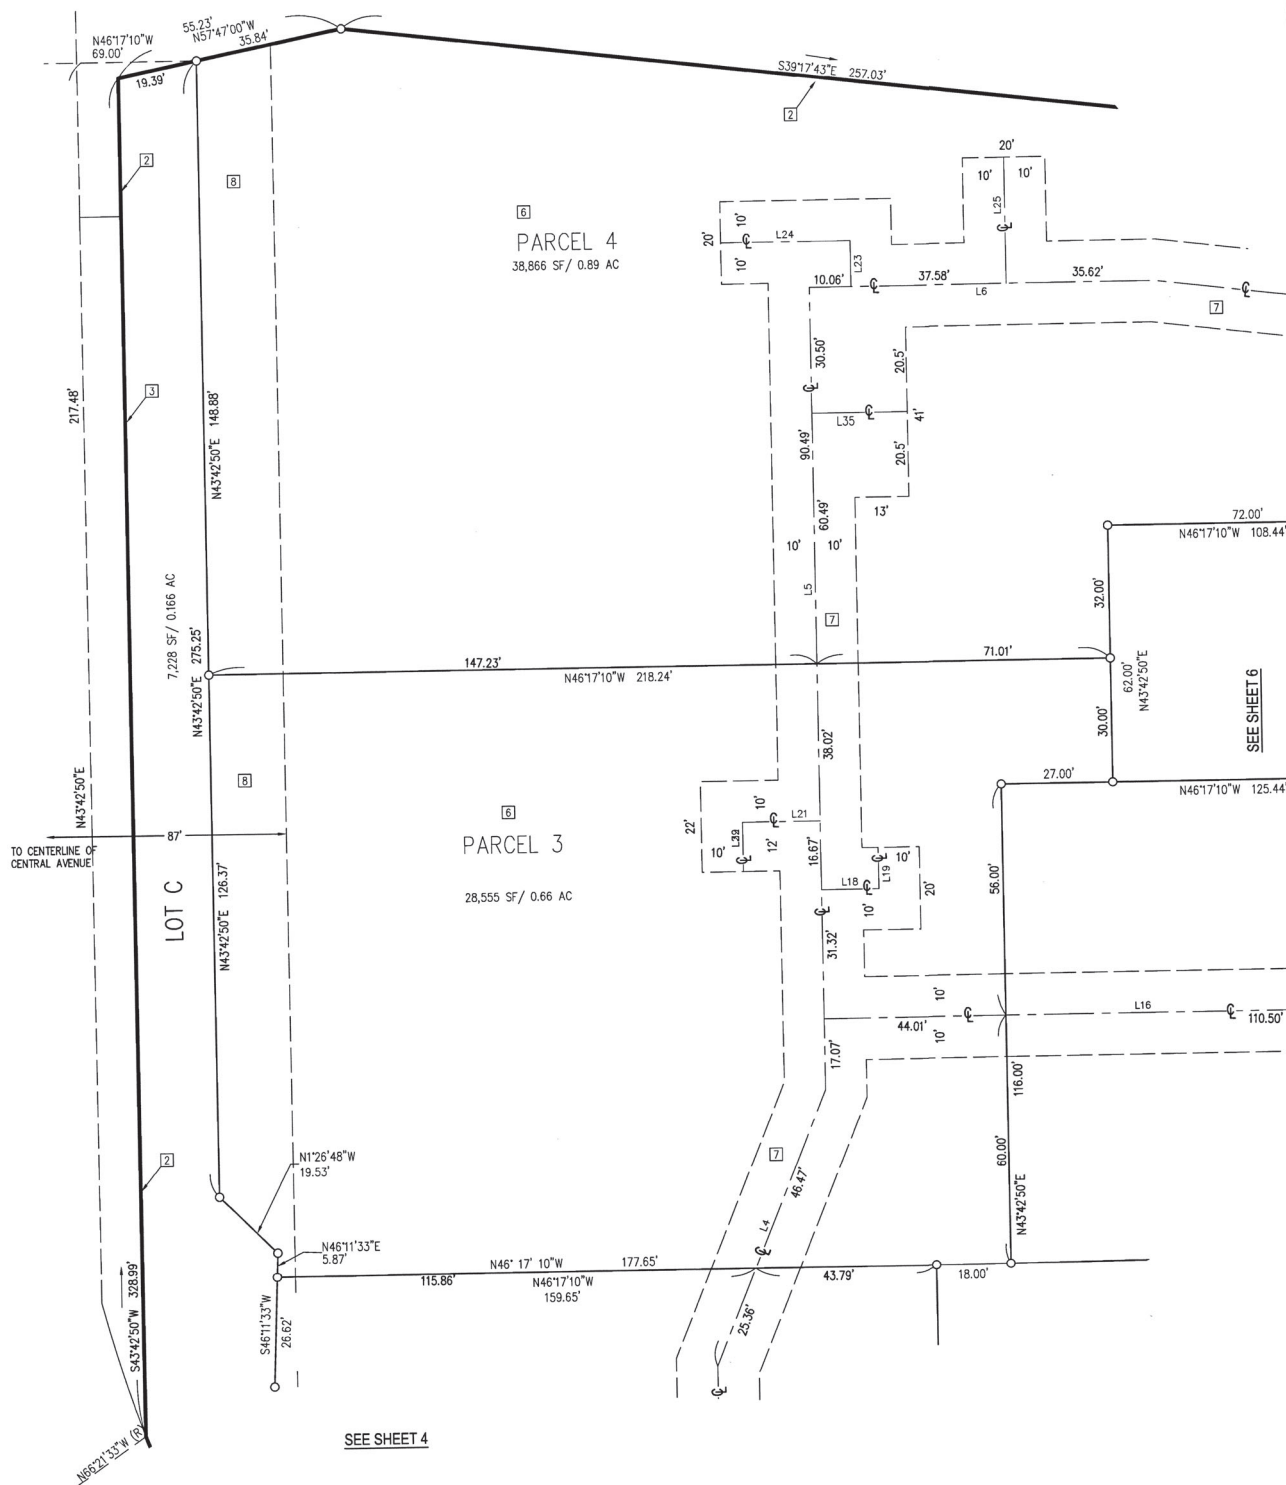 55.23'
N57°47'00"W
35.84'
N46°17'10"W
69.00'
19.39'
S39°17'43"E 257.03'
2
2
8
6
PARCEL 4
38,866 SF/ 0.89 AC
20'
10'
10'
L25
℄
20'
10'
10'
℄
L24
L23
10.06'
℄
37.58'
L6
35.62'
℄
7
217.48'
3
N43°42'50"E 148.88'
30.50'
℄
20.5'
L35
℄
41'
20.5'
90.49'
60.49'
13'
10'
10'
L5
7
72.00'
N46°17'10"W 108.44'
32.00'
7,228 SF/ 0.166 AC
N43°42'50"E 275.25'
147.23'
N46°17'10"W 218.24'
71.01'
62.00'
N43°42'50"E
30.00'
SEE SHEET 6
38.02'
27.00'
N46°17'10"W 125.44'
N43°42'50"E
8
6
PARCEL 3
28,555 SF/ 0.66 AC
87'
TO CENTERLINE OF
CENTRAL AVENUE
LOT C
N43°42'50"E 126.37'
22'
10'
℄
L21
10'
12'
℄
16.67'
L18
℄
℄
L19
10'
10'
20'
℄
31.32'
56.00'
10'
10'
44.01'
℄
L16
℄
110.50'
17.07'
116.00'
7
60.00'
N43°42'50"E
46.47'
L4
℄
2
N1°26'48"W
19.53'
N46°11'33"E
5.87'
N46° 17' 10"W 177.65'
115.86'
N46°17'10"W
159.65'
43.79'
18.00'
S46°11'33"W
26.62'
25.36'
℄
S43°42'50"W 328.99'
N66°21'33"W (R)
SEE SHEET 4